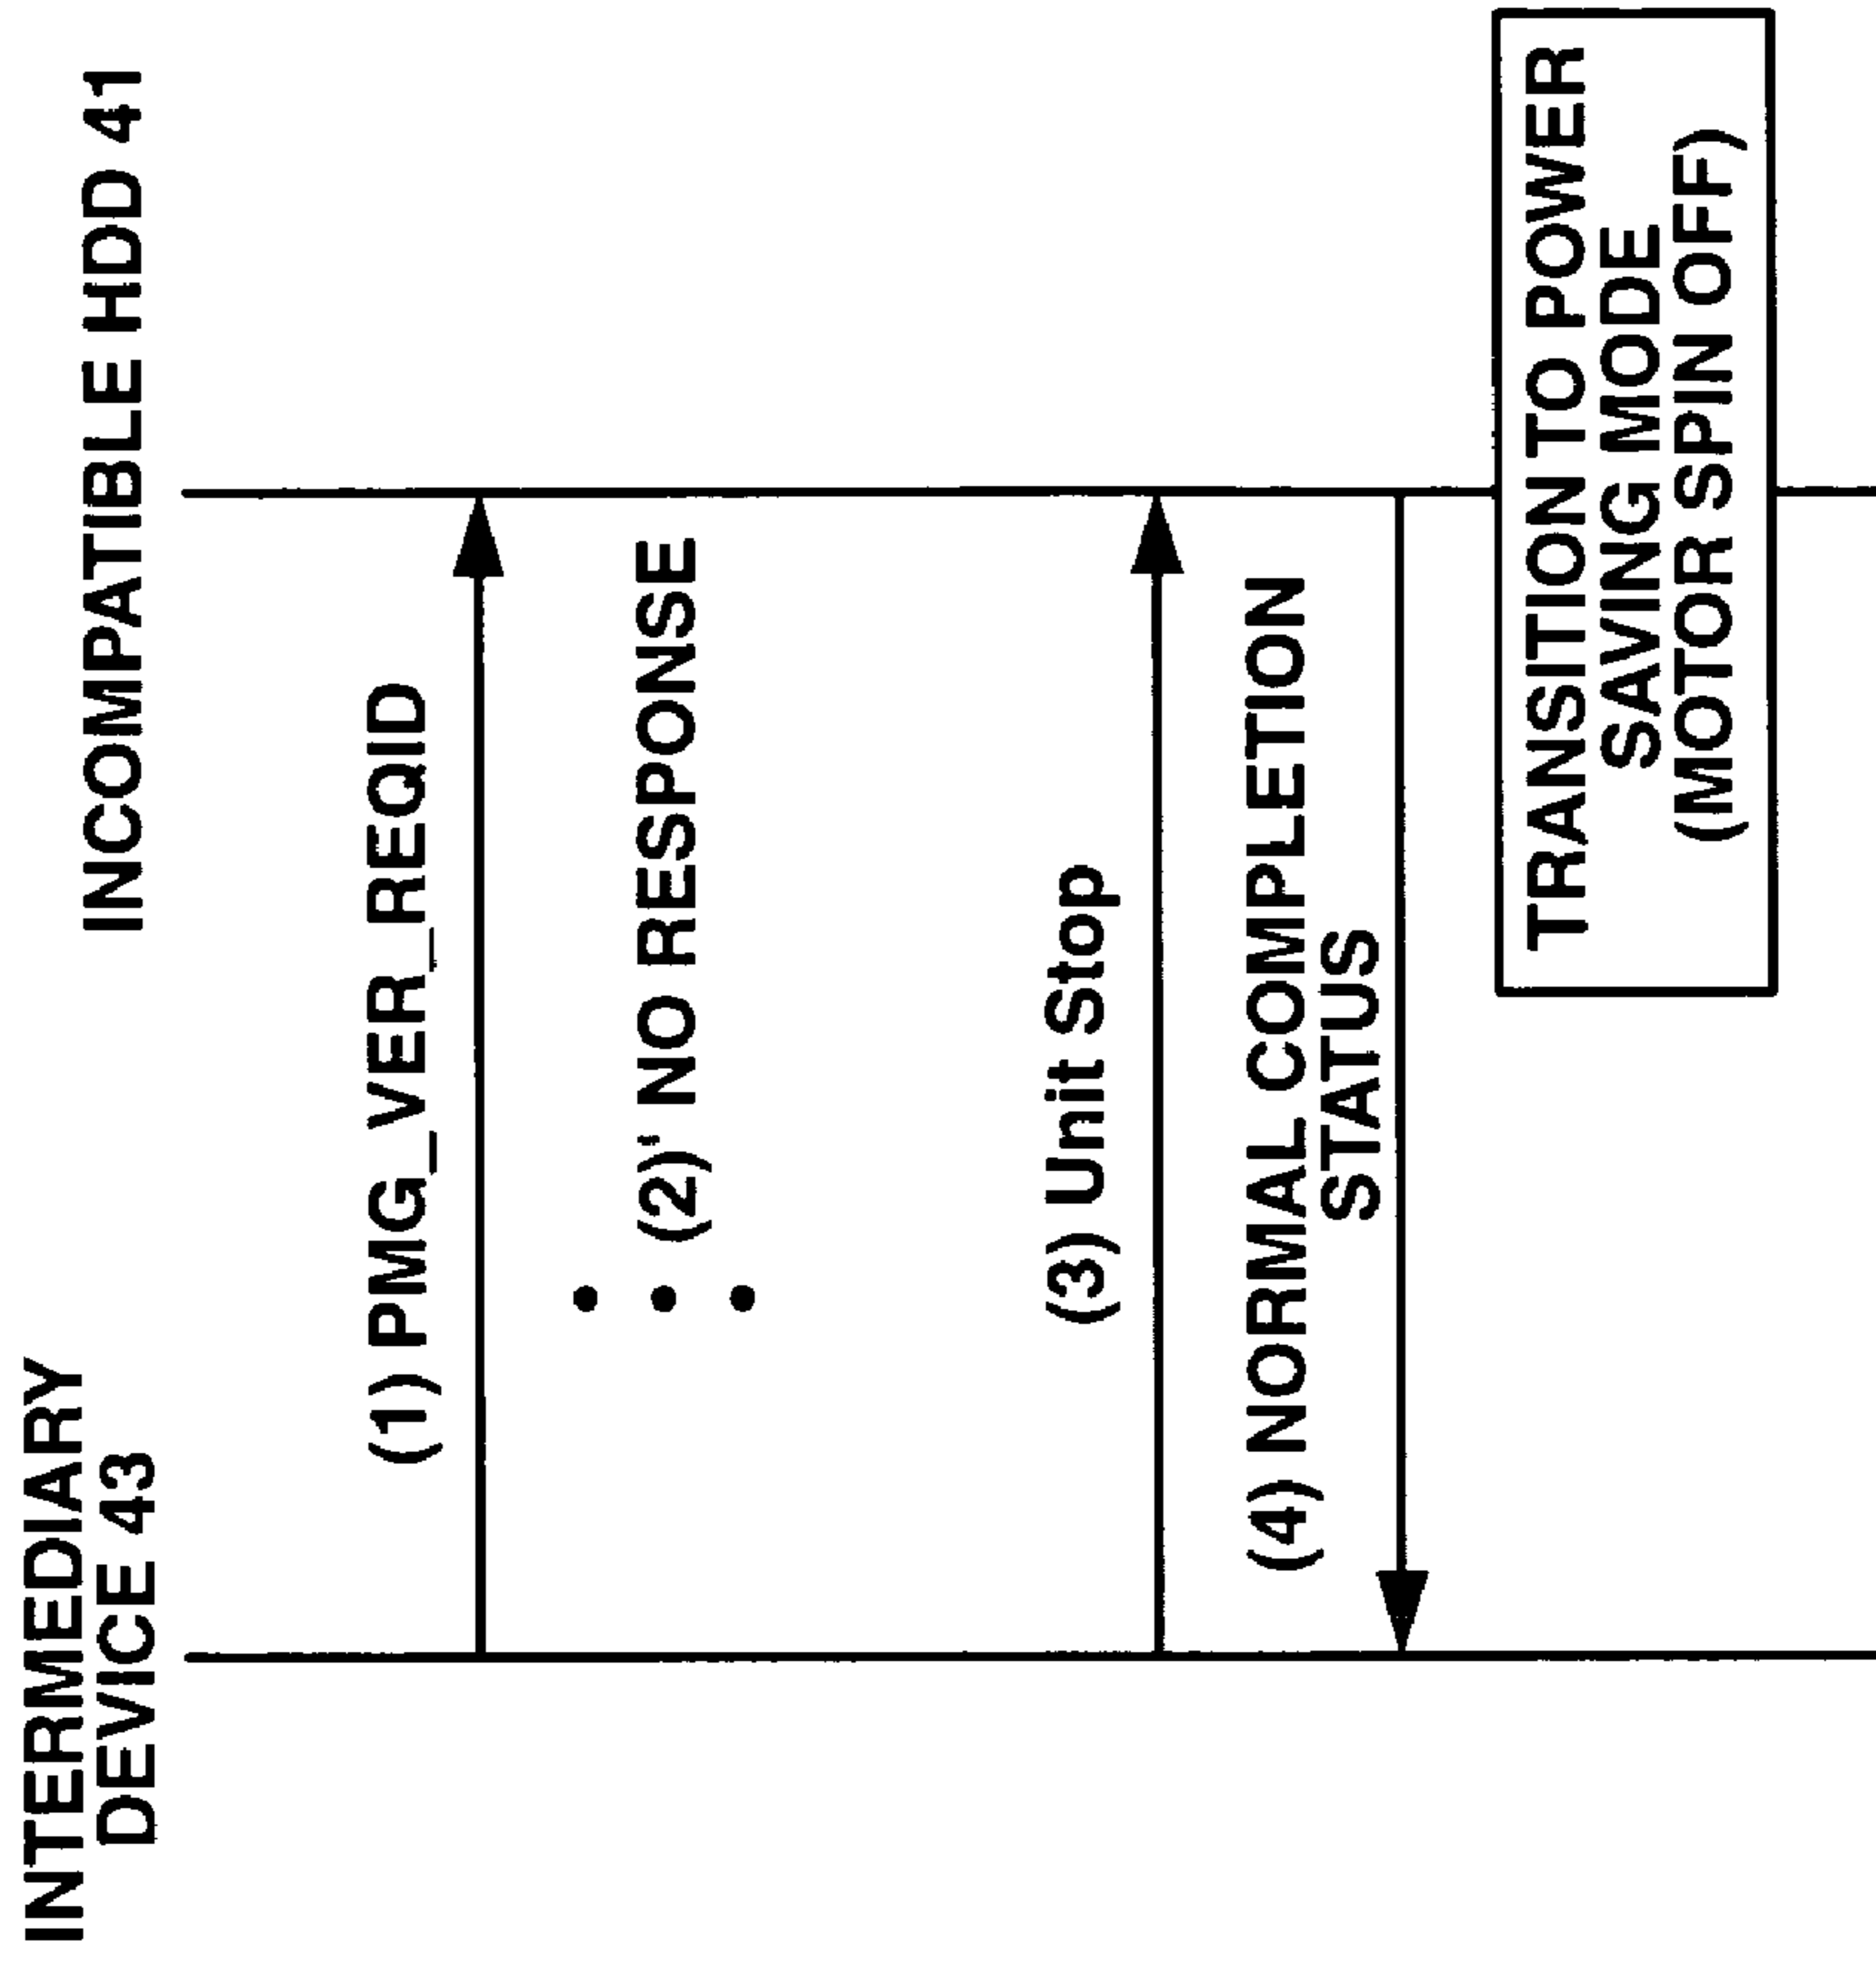 INTERMEDIARY
DEVICE 43
INCOMPATIBLE HDD 41
(1) PMG_VER_REQID
(2)' NO RESPONSE
(3) Unit Stop
(4) NORMAL COMPLETION
STATUS
TRANSITION TO POWER
SAVING MODE
(MOTOR SPIN OFF)